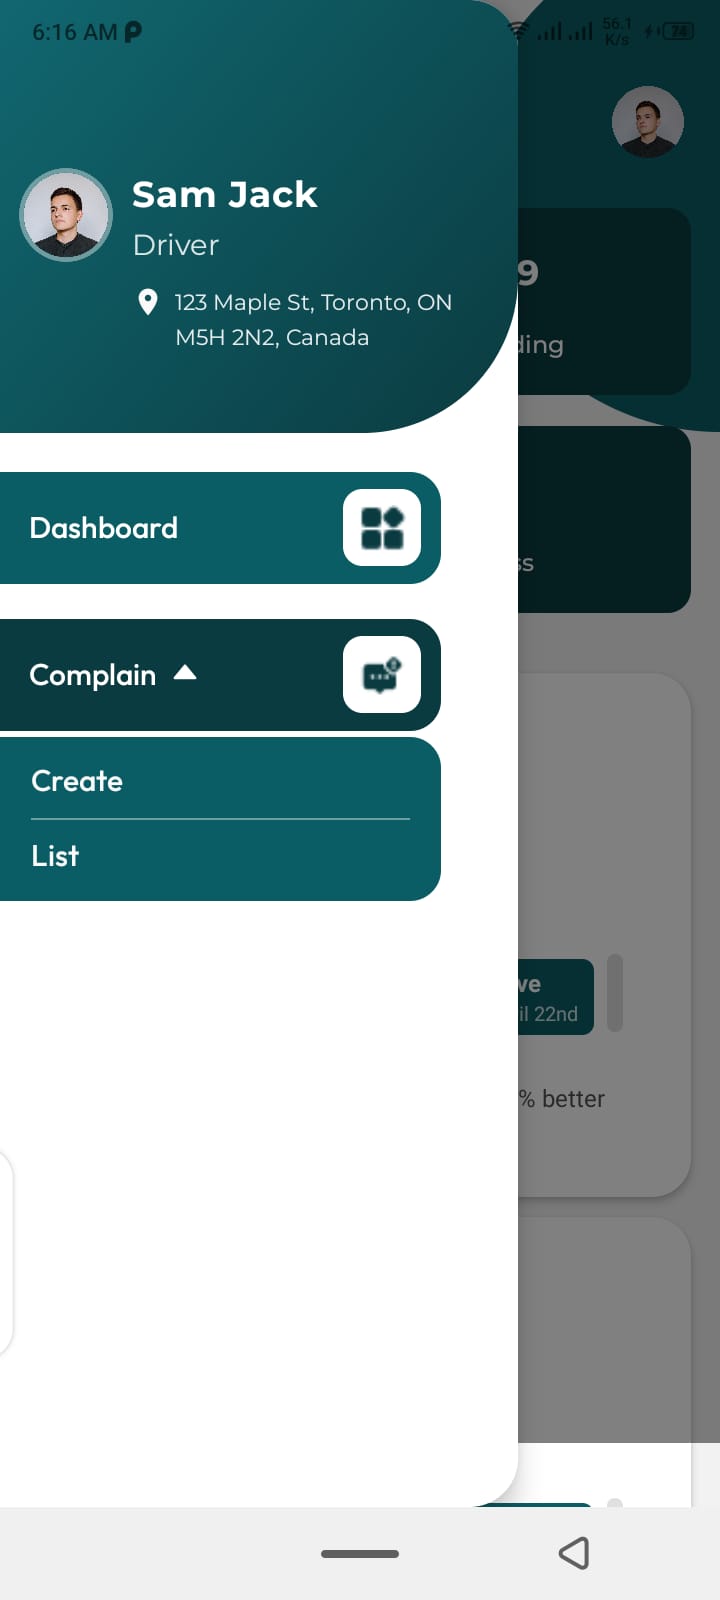 6:16 AM
56.1
K/s
74
Sam Jack
Driver
123 Maple St, Toronto, ON
M5H 2N2, Canada
9
ding
Dashboard
ss
Complain
Create
List
ve
il 22nd
% better